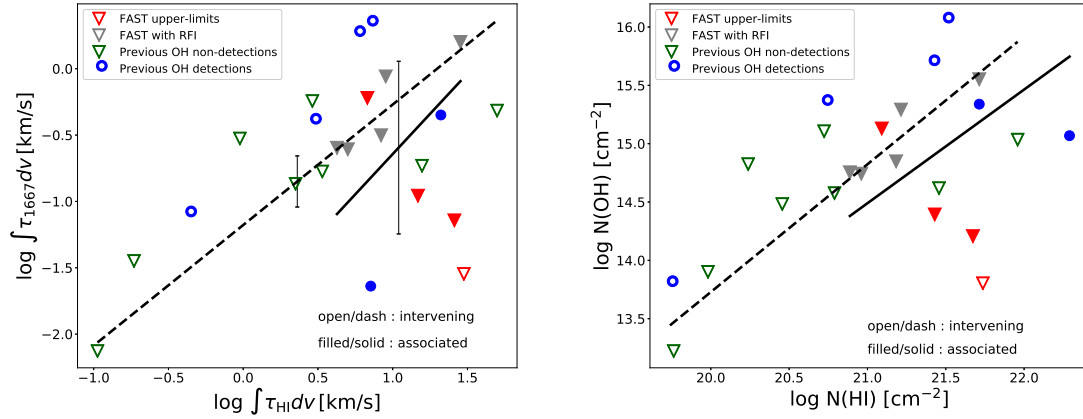 FAST upper-limits
FAST with RFI
Previous OH non-detections
Previous OH detections
0.0
−0.5
−1.0
−1.5
−2.0
log ∫ τ₁₆₆₇dv [km/s]
open/dash : intervening
filled/solid : associated
−1.0 −0.5 0.0 0.5 1.0 1.5
log ∫ τ_HI dv [km/s]
FAST upper-limits
FAST with RFI
Previous OH non-detections
Previous OH detections
16.0
15.5
15.0
14.5
14.0
13.5
log N(OH) [cm⁻²]
open/dash : intervening
filled/solid : associated
20.0 20.5 21.0 21.5 22.0
log N(HI) [cm⁻²]